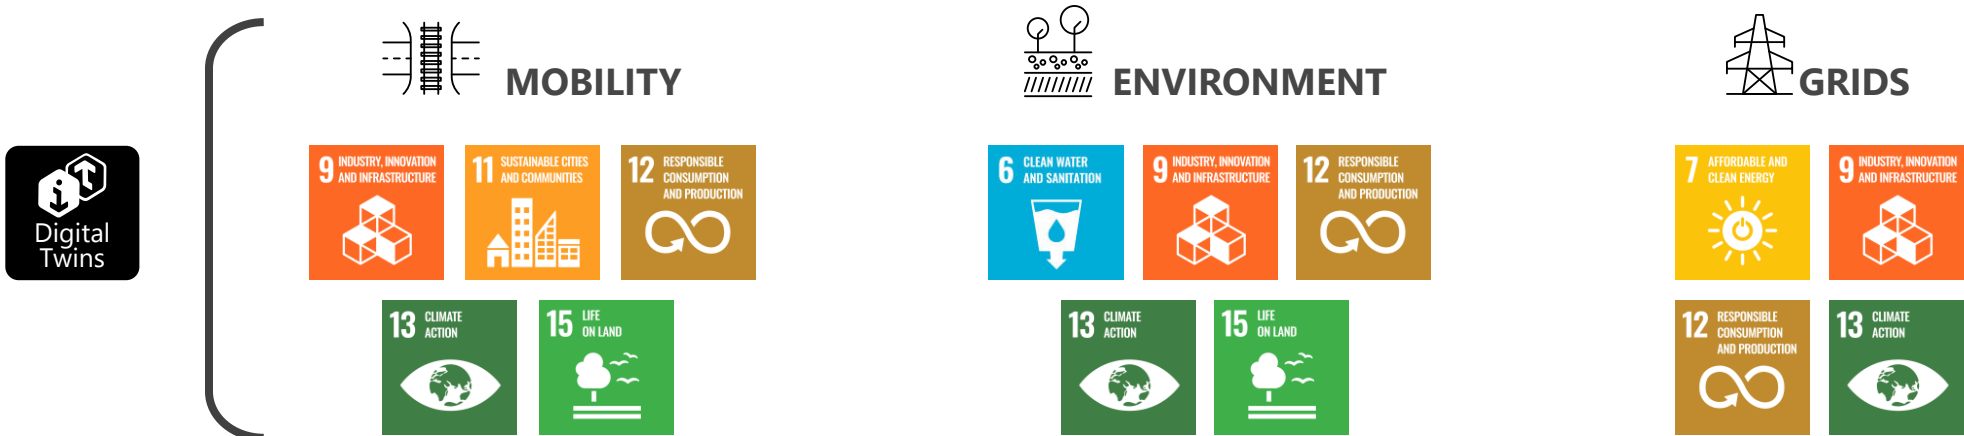 iT
Digital
Twins
MOBILITY
9 INDUSTRY, INNOVATION
AND INFRASTRUCTURE
11 SUSTAINABLE CITIES
AND COMMUNITIES
12 RESPONSIBLE
CONSUMPTION
AND PRODUCTION
13 CLIMATE
ACTION
15 LIFE
ON LAND
ENVIRONMENT
6 CLEAN WATER
AND SANITATION
9 INDUSTRY, INNOVATION
AND INFRASTRUCTURE
12 RESPONSIBLE
CONSUMPTION
AND PRODUCTION
13 CLIMATE
ACTION
15 LIFE
ON LAND
GRIDS
7 AFFORDABLE AND
CLEAN ENERGY
9 INDUSTRY, INNOVATION
AND INFRASTRUCTURE
12 RESPONSIBLE
CONSUMPTION
AND PRODUCTION
13 CLIMATE
ACTION